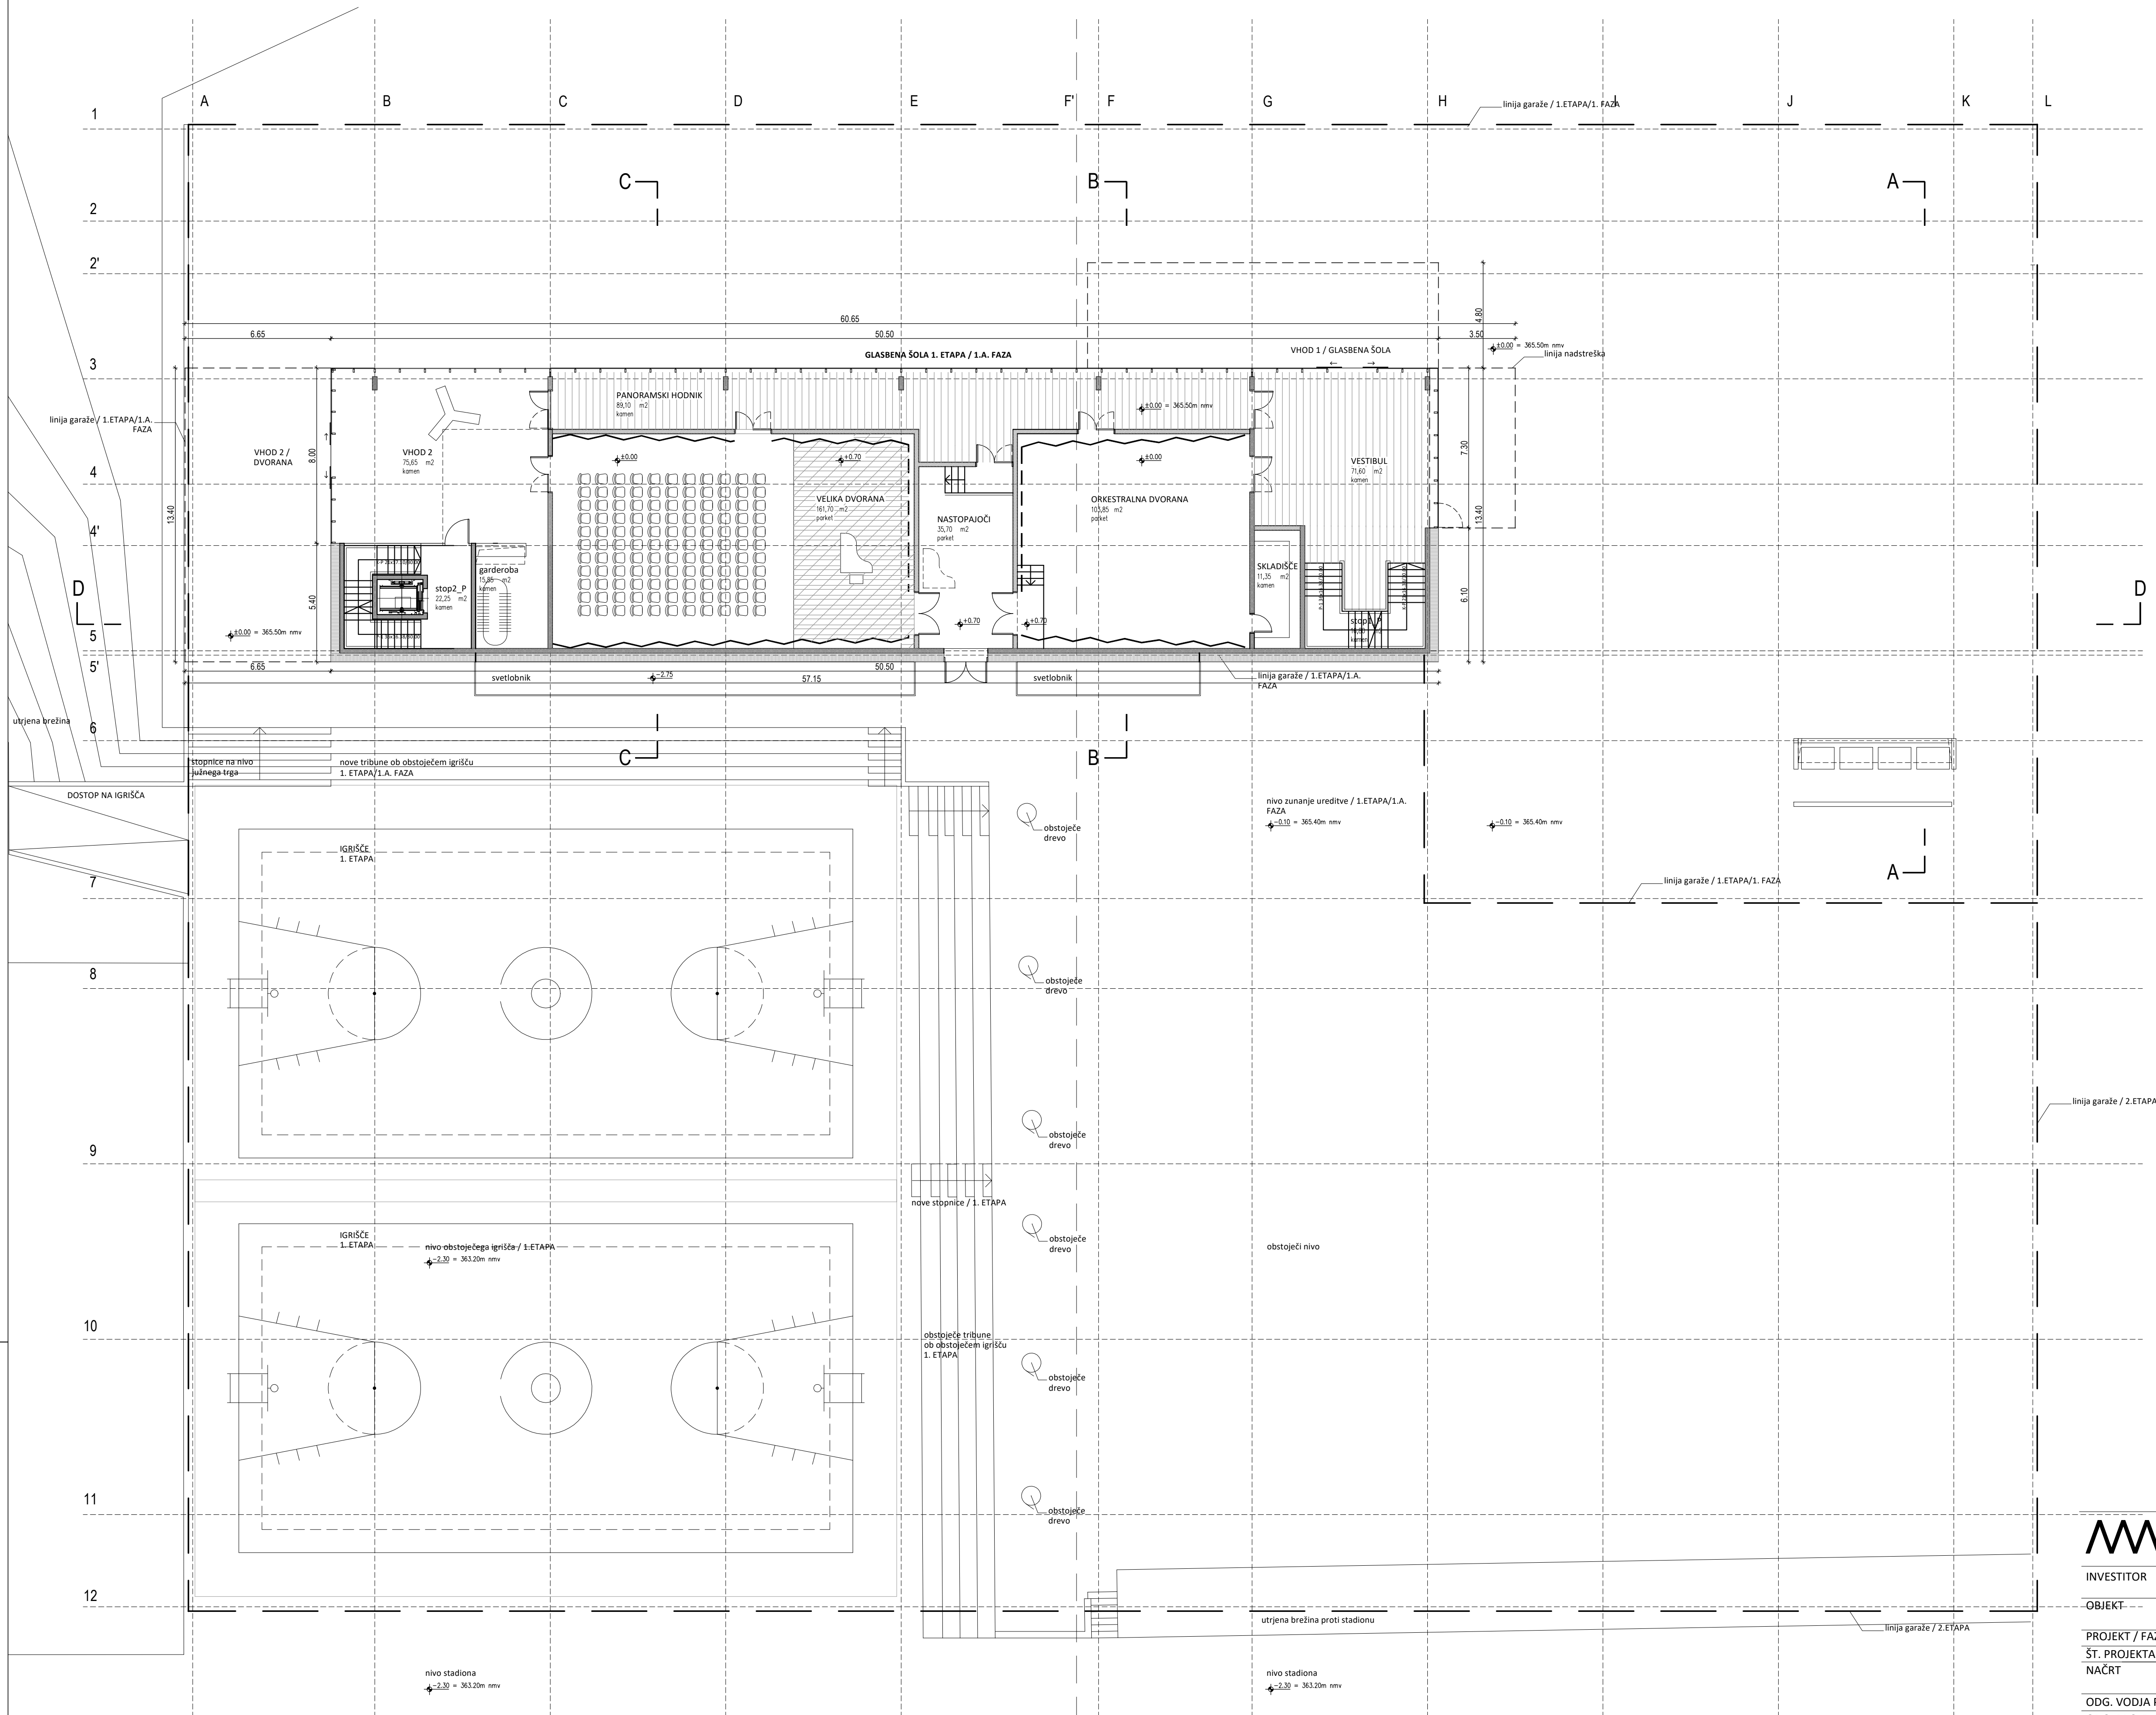 A B C D E F' F G H I J K L
1
linija garaže / 1.ETAPA/1. FAZA
C B A
2
2'
60.65
4.80
6.65 50.50 3.50
±0.00 = 365.50m nmv
GLASBENA ŠOLA 1. ETAPA / 1.A. FAZA
VHOD 1 / GLASBENA ŠOLA
linija nadstreška
3
PANORAMSKI HODNIK
89,10 m2
kamen
±0.00 = 365.50m nmv
linija garaže / 1.ETAPA/1.A.
FAZA
VHOD 2 /
DVORANA
8.00
VHOD 2
75,65 m2
kamen
±0.00
+0.70
±0.00
VESTIBUL
71,60 m2
kamen
7.30
4
VELIKA DVORANA
161,70 m2
parket
ORKESTRALNA DVORANA
103,85 m2
parket
13.40
13.40
NASTOPAJOČI
35,70 m2
parket
4'
garderoba
15,85 m2
kamen
SKLADIŠČE
11,35 m2
kamen
D D
stop2_P
22,25 m2
kamen
5.40
6.10
±0.00 = 365.50m nmv
+0.70
+0.70
kamen
5
5'
6.65 50.50
svetlobnik
-2.75
57.15
svetlobnik
linija garaže / 1.ETAPA/1.A.
FAZA
utrjena brežina
6
C B
stopnice na nivo
južnega trga
nove tribune ob obstoječem igrišču
1. ETAPA/1.A. FAZA
DOSTOP NA IGRIŠČA
nivo zunanje ureditve / 1.ETAPA/1.A.
FAZA
-0.10 = 365.40m nmv
-0.10 = 365.40m nmv
obstoječe
drevo
IGRIŠČE
1. ETAPA
A
7
linija garaže / 1.ETAPA/1. FAZA
8
obstoječe
drevo
linija garaže / 2.ETAPA
obstoječe
drevo
9
nove stopnice / 1. ETAPA
IGRIŠČE
1. ETAPA
nivo obstoječega igrišča / 1.ETAPA
-2.30 = 363.20m nmv
obstoječe
drevo
obstoječi nivo
10
obstoječe tribune
ob obstoječem igrišču
1. ETAPA
obstoječe
drevo
11
obstoječe
drevo
12
utrjena brežina proti stadionu
linija garaže / 2.ETAPA
nivo stadiona
-2.30 = 363.20m nmv
nivo stadiona
-2.30 = 363.20m nmv
INVESTITOR
OBJEKT
PROJEKT / FAZ
ŠT. PROJEKTA
NAČRT
ODG. VODJA